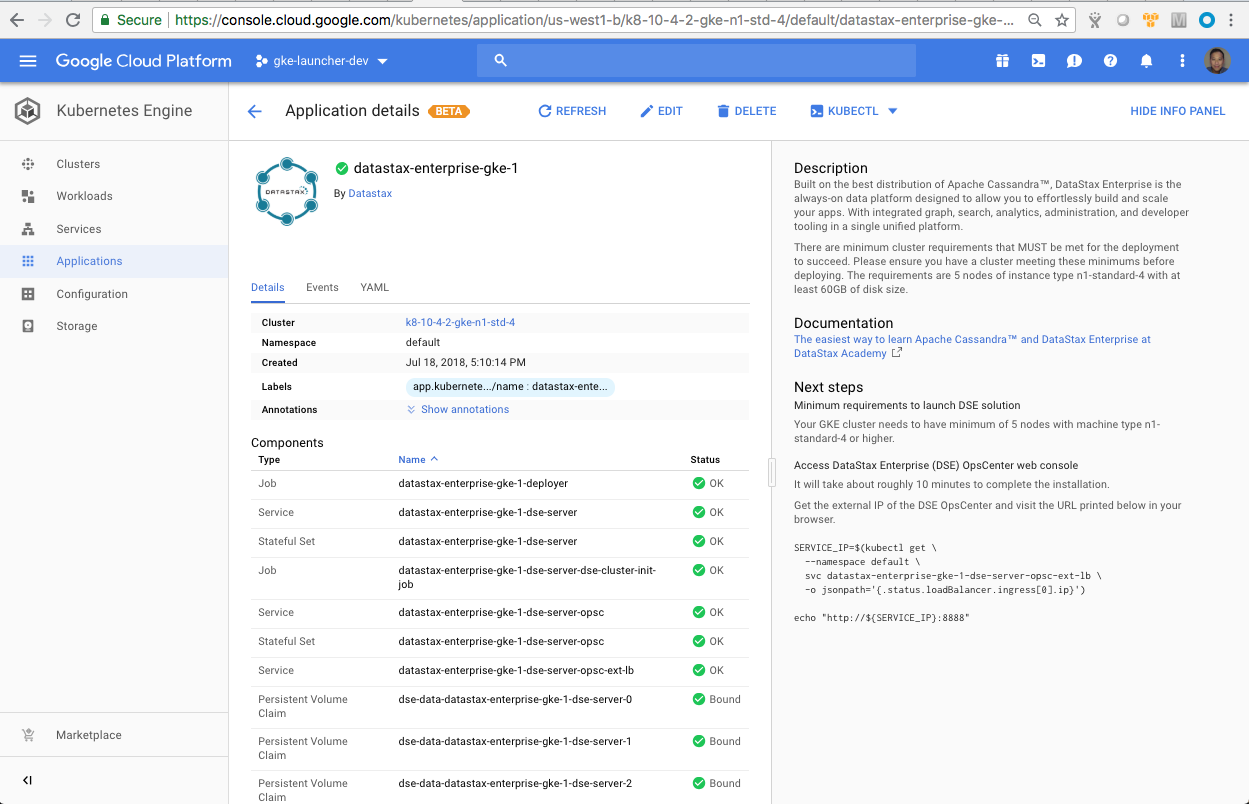 Secure https://console.cloud.google.com/kubernetes/application/us-west1-b/k8-10-4-2-gke-n1-std-4/default/datastax-enterprise-gke-...
Google Cloud Platform
gke-launcher-dev
Kubernetes Engine
Application details BETA
REFRESH
EDIT
DELETE
KUBECTL
HIDE INFO PANEL
Clusters
Workloads
Services
Applications
Configuration
Storage
Marketplace
DATASTAX
datastax-enterprise-gke-1
By Datastax
Details Events YAML
Cluster k8-10-4-2-gke-n1-std-4
Namespace default
Created Jul 18, 2018, 5:10:14 PM
Labels app.kubernete.../name : datastax-ente...
Annotations Show annotations
Components
Type Name Status
Job datastax-enterprise-gke-1-deployer OK
Service datastax-enterprise-gke-1-dse-server OK
Stateful Set datastax-enterprise-gke-1-dse-server OK
Job datastax-enterprise-gke-1-dse-server-dse-cluster-init- OK
job
Service datastax-enterprise-gke-1-dse-server-opsc OK
Stateful Set datastax-enterprise-gke-1-dse-server-opsc OK
Service datastax-enterprise-gke-1-dse-server-opsc-ext-lb OK
Persistent Volume dse-data-datastax-enterprise-gke-1-dse-server-0 Bound
Claim
Persistent Volume dse-data-datastax-enterprise-gke-1-dse-server-1 Bound
Claim
Persistent Volume dse-data-datastax-enterprise-gke-1-dse-server-2 Bound
Claim
Description
Built on the best distribution of Apache Cassandra™, DataStax Enterprise is the
always-on data platform designed to allow you to effortlessly build and scale
your apps. With integrated graph, search, analytics, administration, and developer
tooling in a single unified platform.
There are minimum cluster requirements that MUST be met for the deployment
to succeed. Please ensure you have a cluster meeting these minimums before
deploying. The requirements are 5 nodes of instance type n1-standard-4 with at
least 60GB of disk size.
Documentation
The easiest way to learn Apache Cassandra™ and DataStax Enterprise at
DataStax Academy
Next steps
Minimum requirements to launch DSE solution
Your GKE cluster needs to have minimum of 5 nodes with machine type n1-
standard-4 or higher.
Access DataStax Enterprise (DSE) OpsCenter web console
It will take about roughly 10 minutes to complete the installation.
Get the external IP of the DSE OpsCenter and visit the URL printed below in your
browser.
SERVICE_IP=$(kubectl get \
--namespace default \
svc datastax-enterprise-gke-1-dse-server-opsc-ext-lb \
-o jsonpath='{.status.loadBalancer.ingress[0].ip}')
echo "http://${SERVICE_IP}:8888"